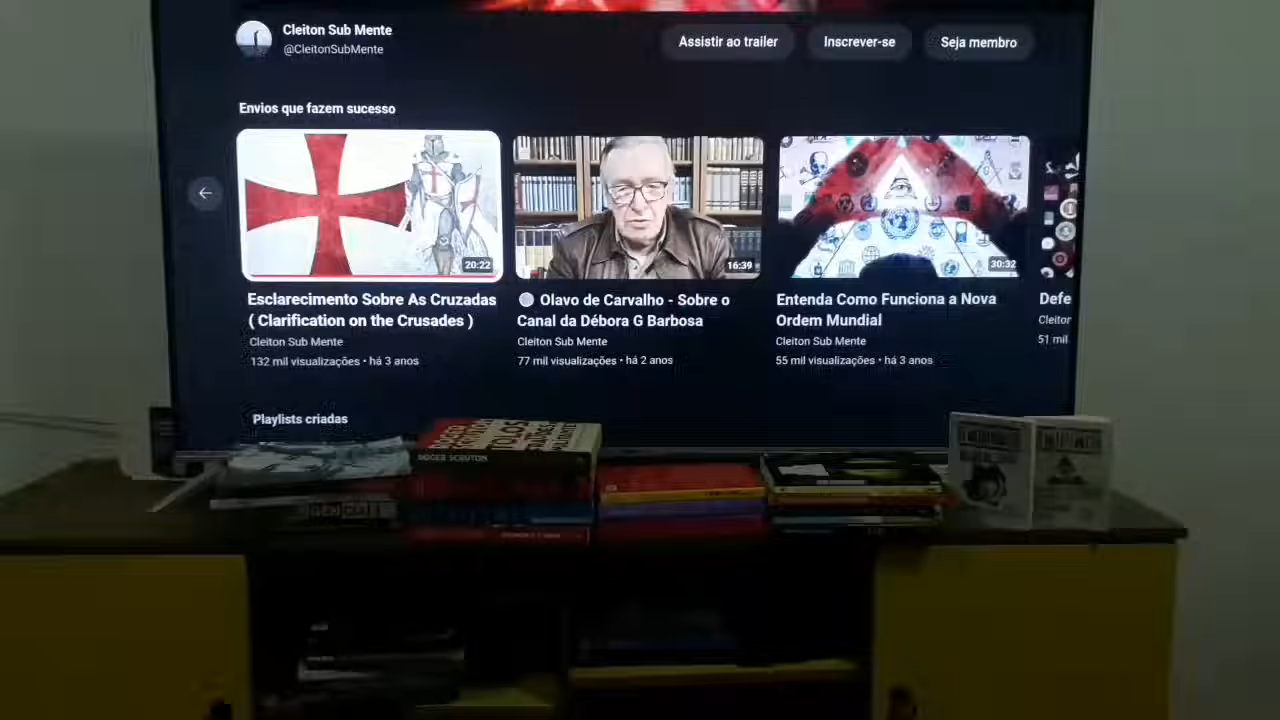 Cleiton Sub Mente
@CleitonSubMente
Assistir ao trailer
Inscrever-se
Seja membro
Envios que fazem sucesso
20:22
16:39
30:32
Esclarecimento Sobre As Cruzadas
( Clarification on the Crusades )
Cleiton Sub Mente
132 mil visualizações • há 3 anos
Olavo de Carvalho - Sobre o
Canal da Débora G Barbosa
Cleiton Sub Mente
77 mil visualizações • há 2 anos
Entenda Como Funciona a Nova
Ordem Mundial
Cleiton Sub Mente
55 mil visualizações • há 3 anos
Defe
Cleitor
51 mil
Playlists criadas
TOLOS
ROGER SCRUTON